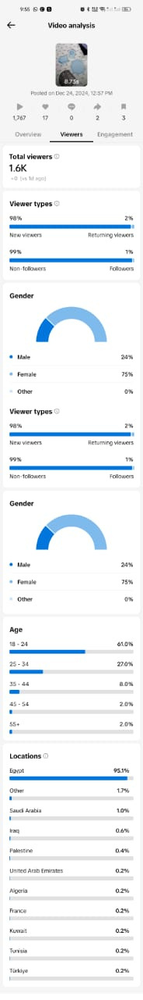 9:55
Video analysis
8.73s
Posted on Dec 24, 2024, 12:57 PM
1,767 17 0 2 3
Overview Viewers Engagement
Total viewers
1.6K
+0 (vs 1d ago)
Viewer types
98% 2%
New viewers Returning viewers
99% 1%
Non-followers Followers
Gender
Male 24%
Female 75%
Other 0%
Viewer types
98% 2%
New viewers Returning viewers
99% 1%
Non-followers Followers
Gender
Male 24%
Female 75%
Other 0%
Age
18 - 24 61.0%
25 - 34 27.0%
35 - 44 8.0%
45 - 54 2.0%
55+ 2.0%
Locations
Egypt 95.1%
Other 1.7%
Saudi Arabia 1.0%
Iraq 0.6%
Palestine 0.4%
United Arab Emirates 0.2%
Algeria 0.2%
France 0.2%
Kuwait 0.2%
Tunisia 0.2%
Türkiye 0.2%